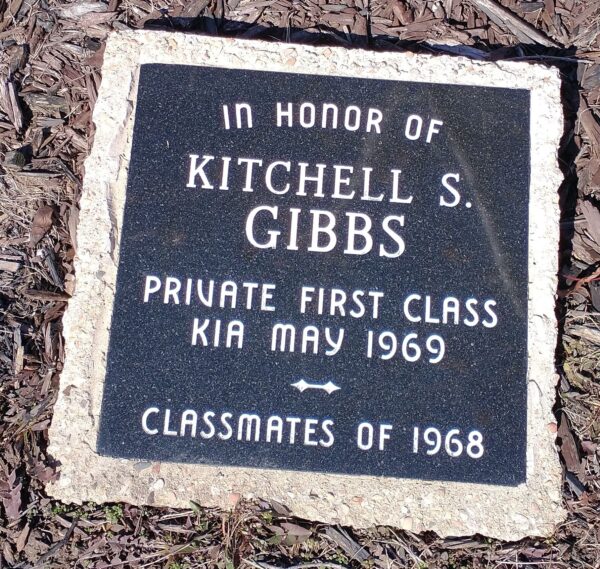 IN HONOR OF
KITCHELL S.
GIBBS
PRIVATE FIRST CLASS
KIA MAY 1969
CLASSMATES OF 1968